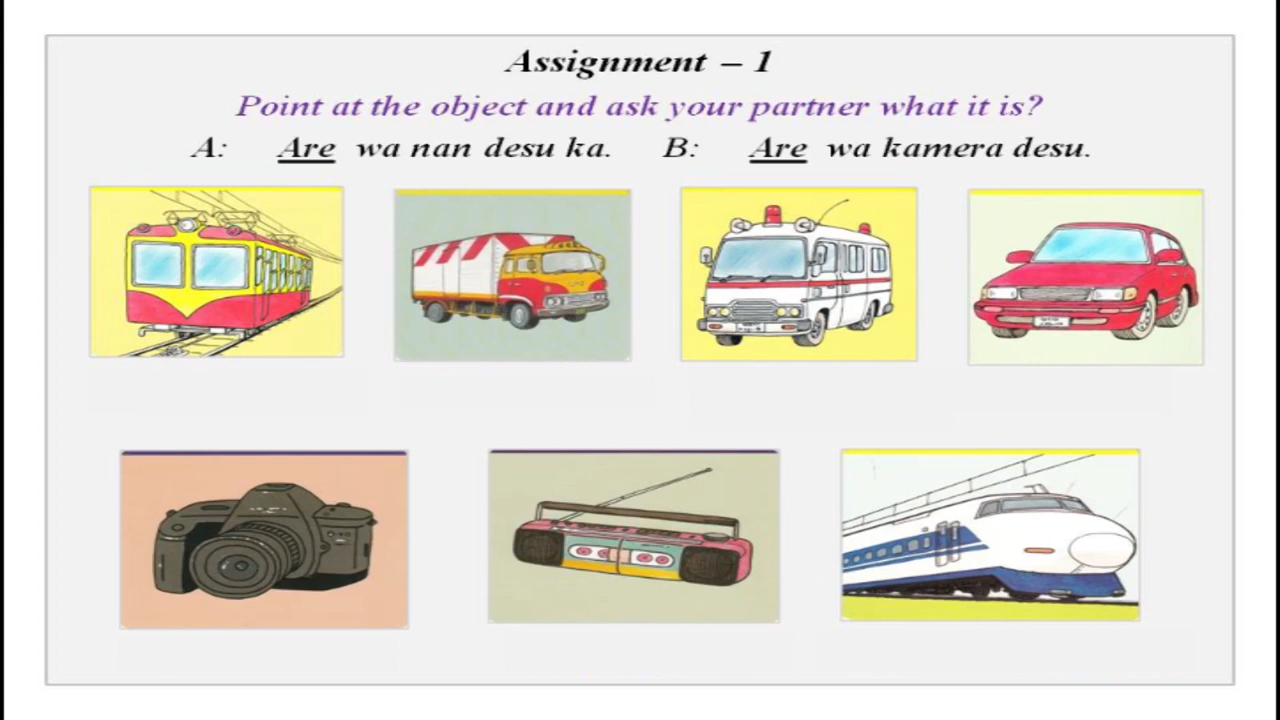 Assignment – 1
Point at the object and ask your partner what it is?
A: Are wa nan desu ka. B: Are wa kamera desu.